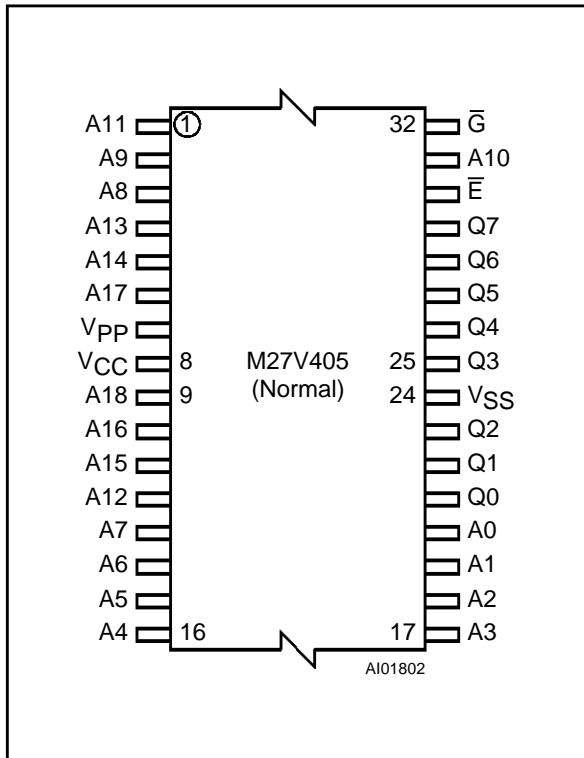 A11 1 32 G̅
A9 A10
A8 E̅
A13 Q7
A14 Q6
A17 Q5
VPP Q4
VCC 8 M27V405 25 Q3
A18 9 (Normal) 24 VSS
A16 Q2
A15 Q1
A12 Q0
A7 A0
A6 A1
A5 A2
A4 16 17 A3
AI01802